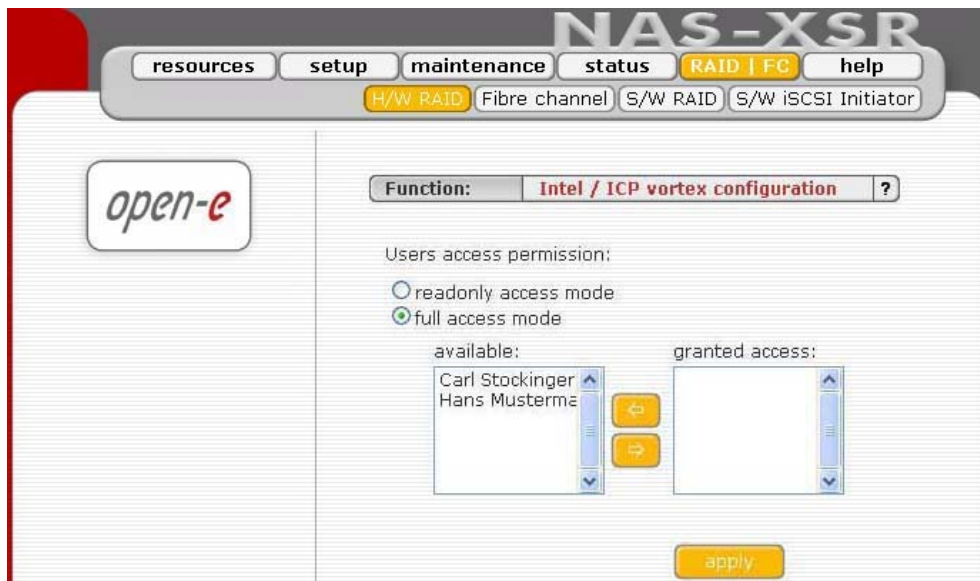 NAS-XSR
resources setup maintenance status RAID | FC help
H/W RAID Fibre channel S/W RAID S/W iSCSI Initiator
open-e
Function: Intel / ICP vortex configuration ?
Users access permission:
readonly access mode
full access mode
available: granted access:
Carl Stockinger
Hans Musterma
apply